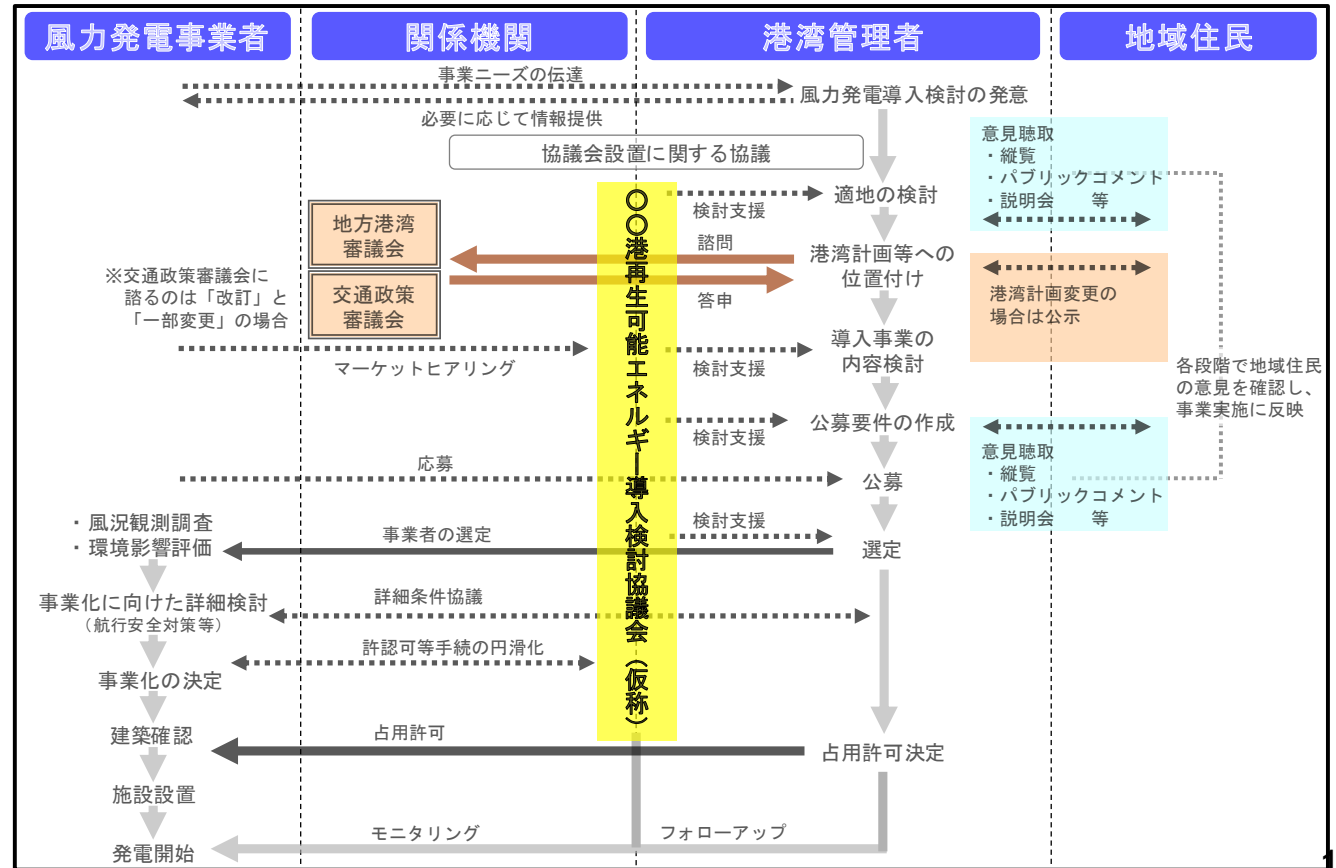 風力発電事業者
関係機関
港湾管理者
地域住民
事業ニーズの伝達
風力発電導入検討の発意
必要に応じて情報提供
協議会設置に関する協議
意見聴取
・縦覧
・パブリックコメント
・説明会　等
適地の検討
検討支援
地方港湾
審議会
諮問
港湾計画等への
位置付け
※交通政策審議会に
諮るのは「改訂」と
「一部変更」の場合
交通政策
審議会
答申
港湾計画変更の
場合は公示
〇〇港再生可能エネルギー導入検討協議会（仮称）
導入事業の
内容検討
マーケットヒアリング
検討支援
各段階で地域住民
の意見を確認し、
事業実施に反映
公募要件の作成
検討支援
意見聴取
・縦覧
・パブリックコメント
・説明会　等
応募
公募
・風況観測調査
・環境影響評価
事業者の選定
検討支援
選定
事業化に向けた詳細検討
（航行安全対策等）
詳細条件協議
許認可等手続の円滑化
事業化の決定
建築確認
占用許可
占用許可決定
施設設置
モニタリング
フォローアップ
発電開始